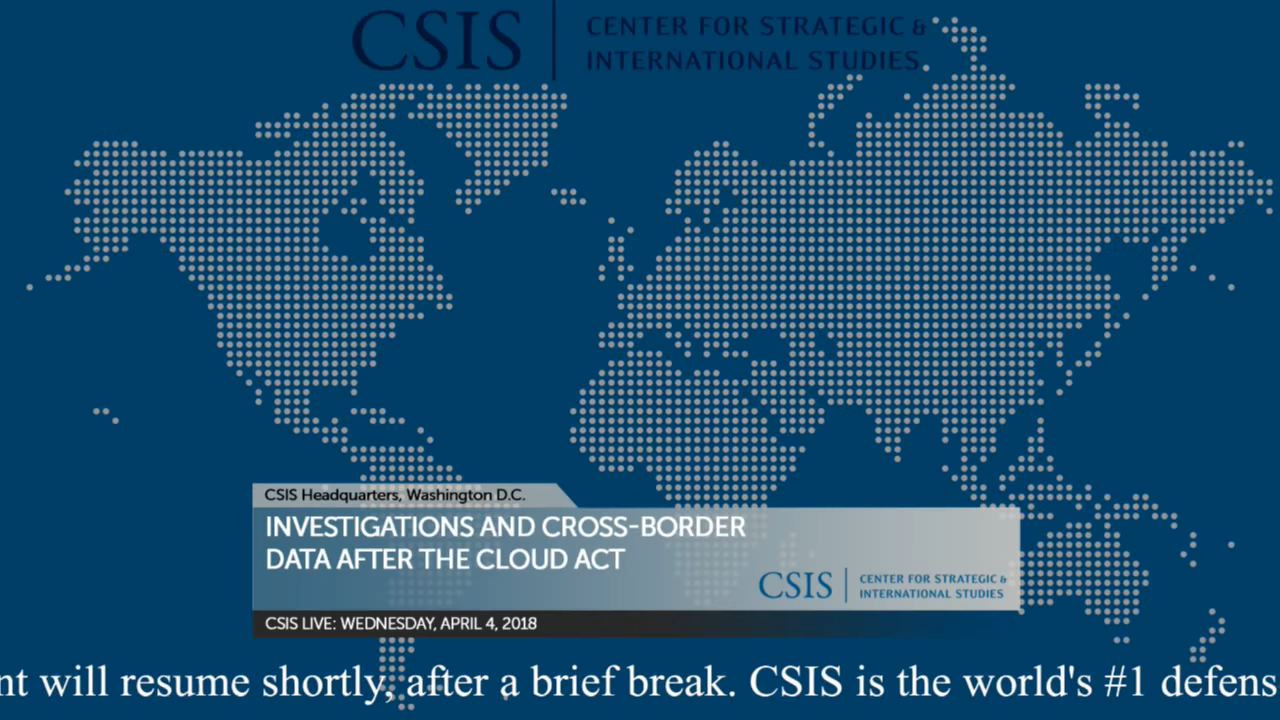 CSIS
CENTER FOR STRATEGIC &
INTERNATIONAL STUDIES
CSIS Headquarters, Washington D.C.
INVESTIGATIONS AND CROSS-BORDER
DATA AFTER THE CLOUD ACT
CSIS
CENTER FOR STRATEGIC &
INTERNATIONAL STUDIES
CSIS LIVE: WEDNESDAY, APRIL 4, 2018
nt will resume shortly, after a brief break. CSIS is the world's #1 defens